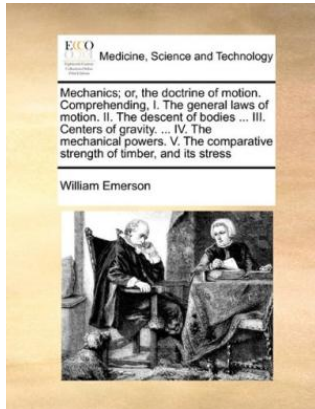 ECCO
Medicine, Science and Technology
Mechanics; or, the doctrine of motion.
Comprehending, I. The general laws of
motion. II. The descent of bodies ... III.
Centers of gravity. ... IV. The
mechanical powers. V. The comparative
strength of timber, and its stress
William Emerson